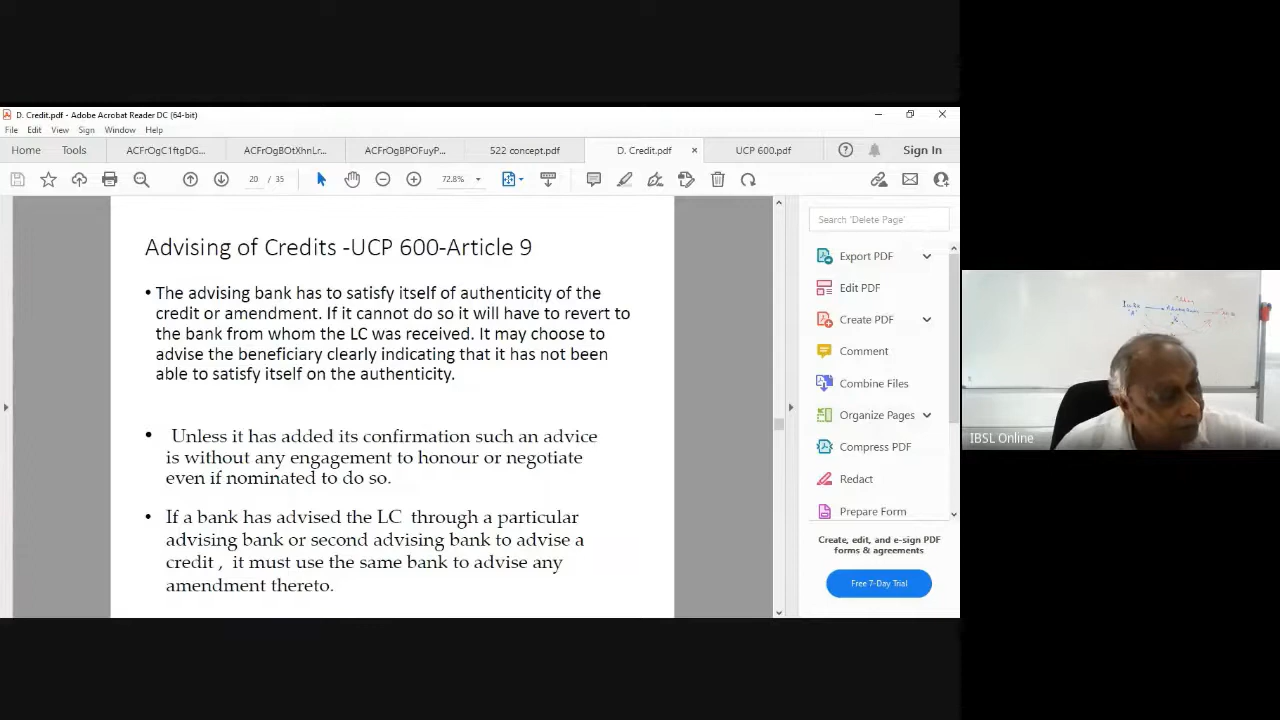 D. Credit.pdf - Adobe Acrobat Reader DC (64-bit)
File Edit View Sign Window Help
Home Tools ACFrOgC1ftgDG... ACFrOgBOtXhnLr... ACFrOgBPOFuyP... 522 concept.pdf D. Credit.pdf × UCP 600.pdf Sign In
20 / 35 72.8%
Advising of Credits -UCP 600-Article 9
• The advising bank has to satisfy itself of authenticity of the
credit or amendment. If it cannot do so it will have to revert to
the bank from whom the LC was received. It may choose to
advise the beneficiary clearly indicating that it has not been
able to satisfy itself on the authenticity.
• Unless it has added its confirmation such an advice
is without any engagement to honour or negotiate
even if nominated to do so.
• If a bank has advised the LC through a particular
advising bank or second advising bank to advise a
credit , it must use the same bank to advise any
amendment thereto.
Search 'Delete Page'
Export PDF
Edit PDF
Create PDF
Comment
Combine Files
Organize Pages
Compress PDF
Redact
Prepare Form
Create, edit, and e-sign PDF
forms & agreements
Free 7-Day Trial
IBSL Online